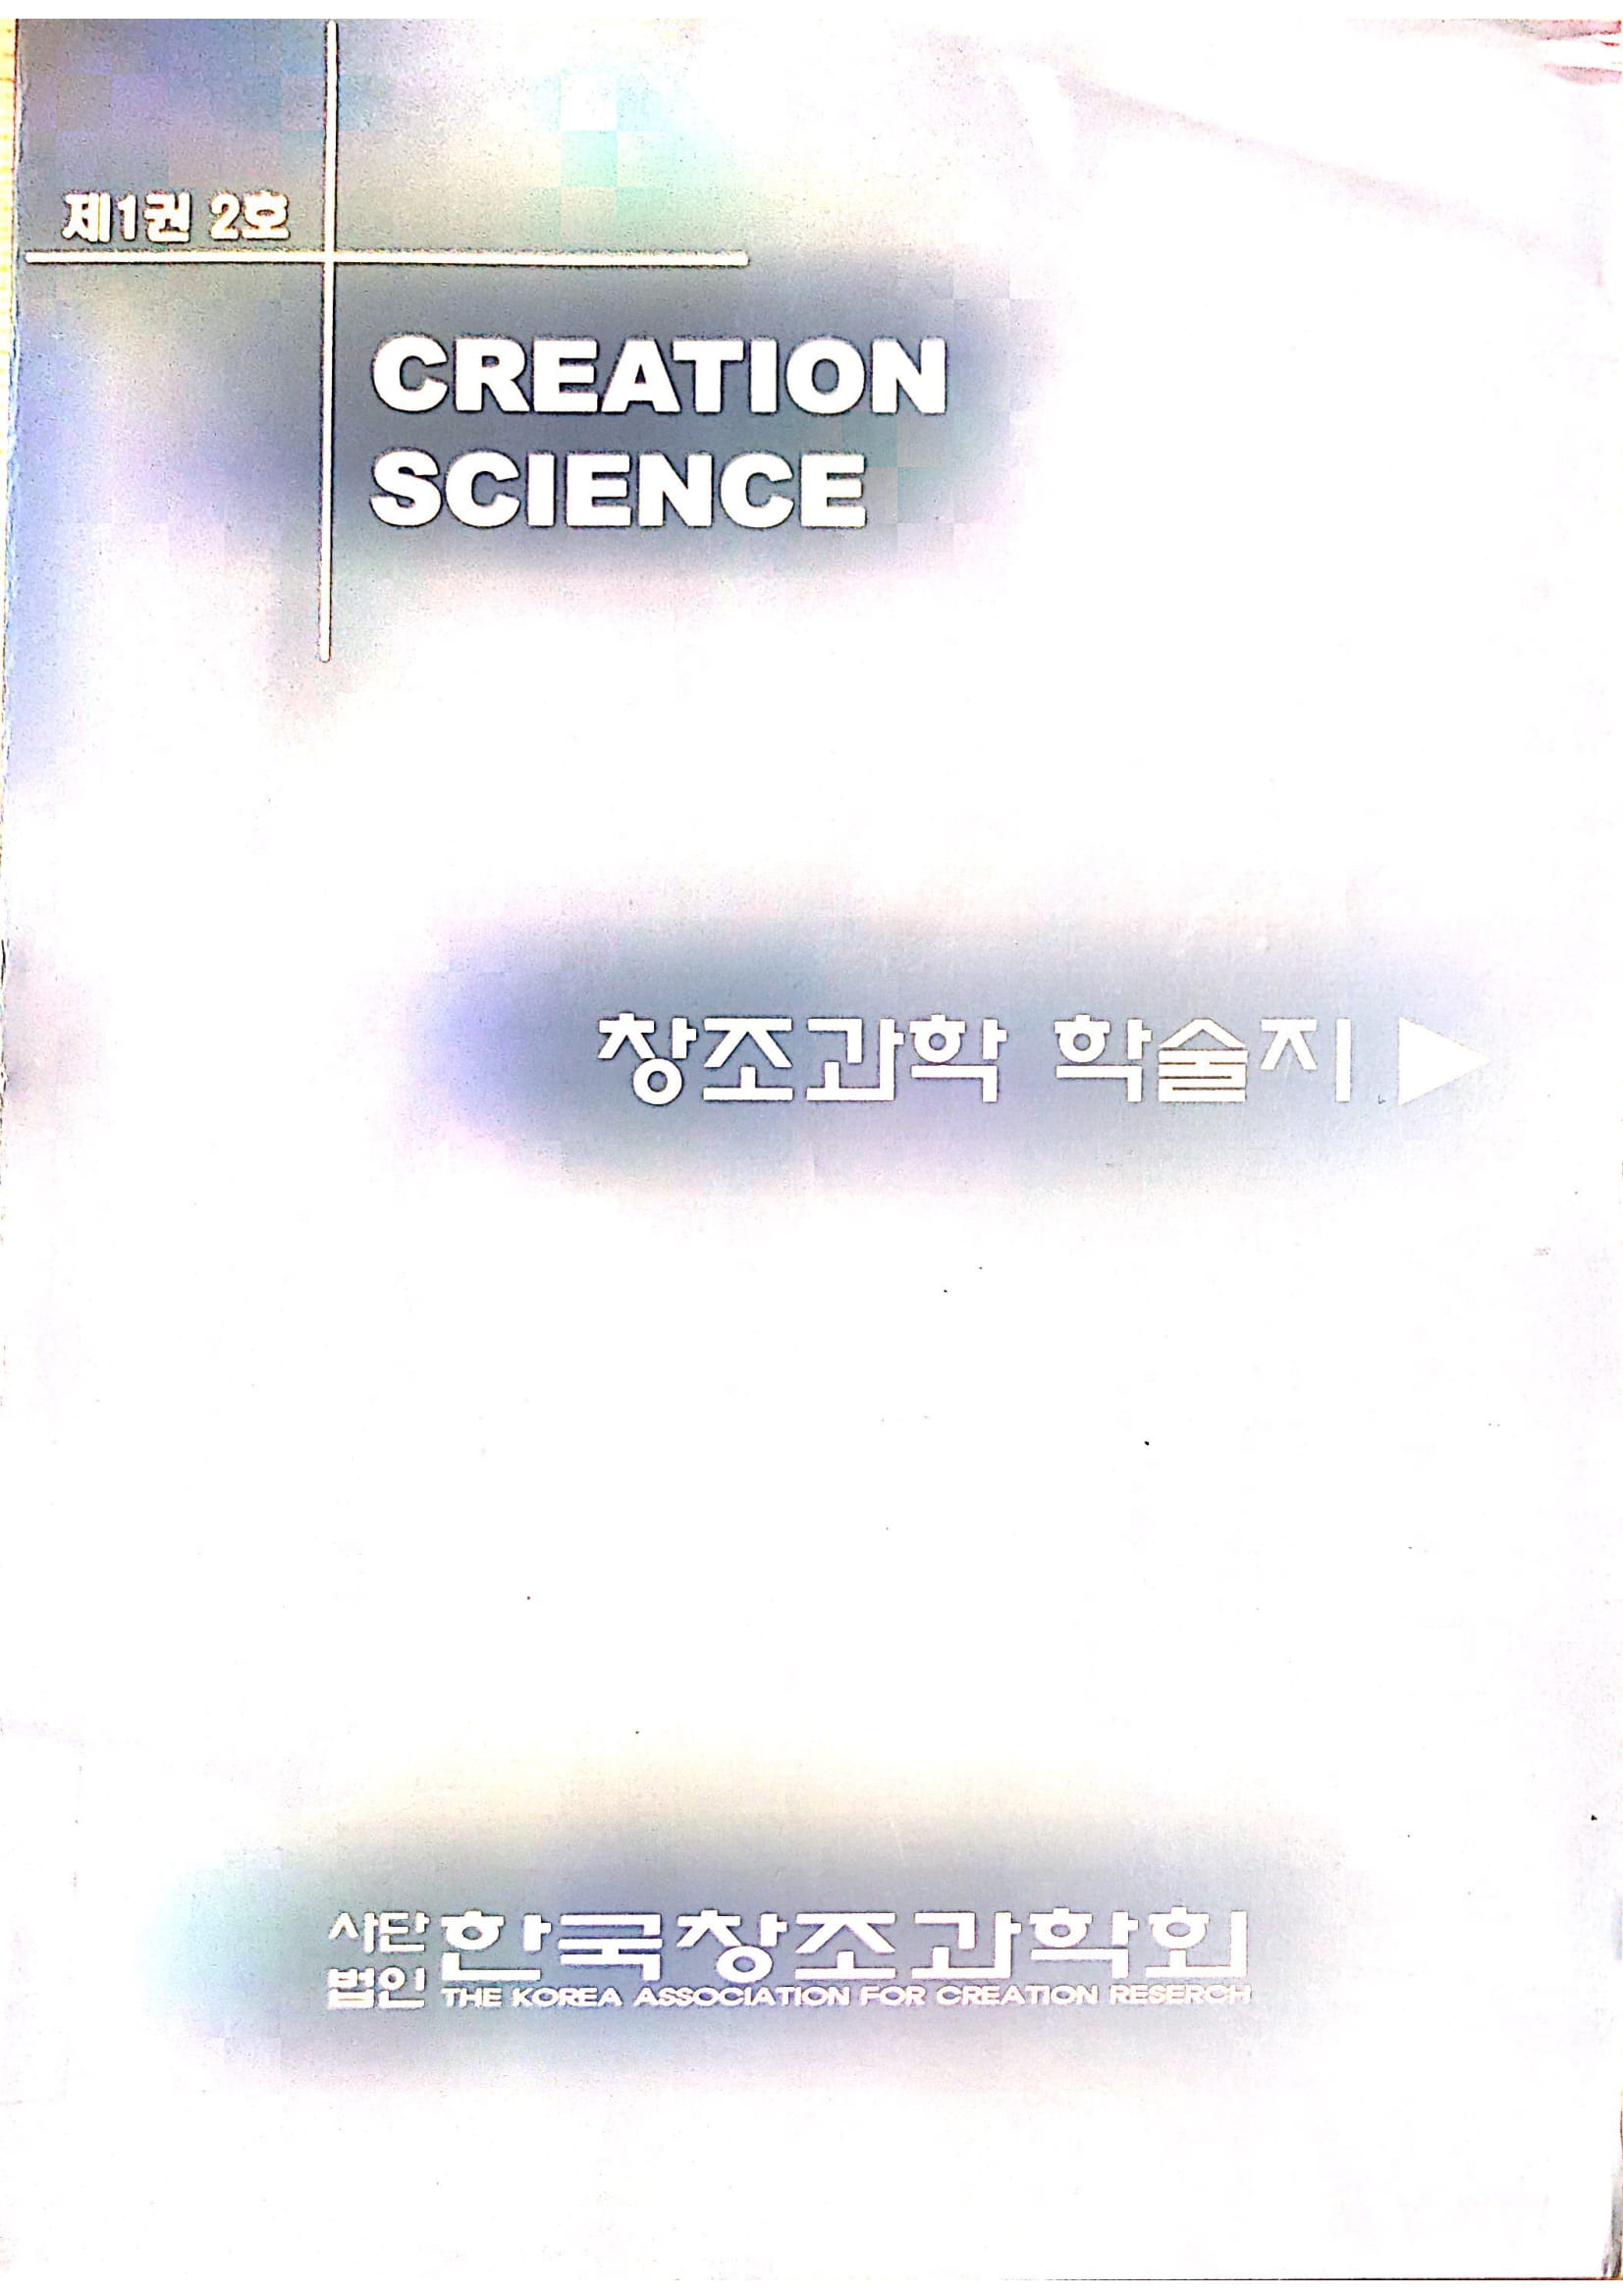 제1권 2호
CREATION
SCIENCE
창조과학 학술지 ▶
사단
법인 한국창조과학회
THE KOREA ASSOCIATION FOR CREATION RESERCH